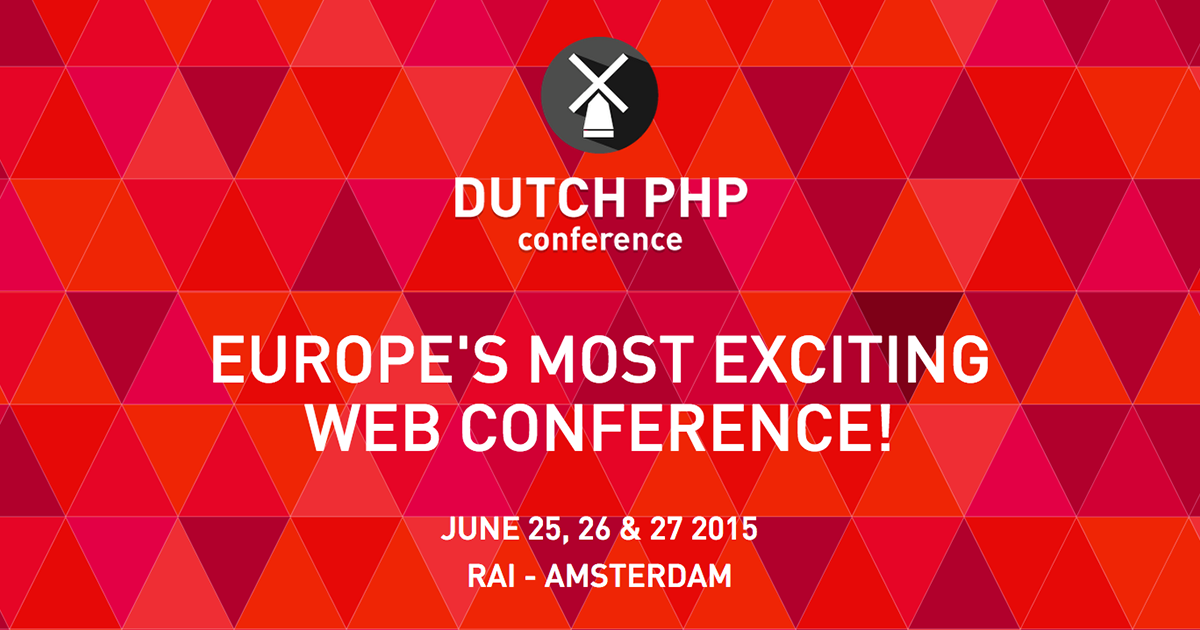 DUTCH PHP
conference
EUROPE'S MOST EXCITING
WEB CONFERENCE!
JUNE 25, 26 & 27 2015
RAI - AMSTERDAM